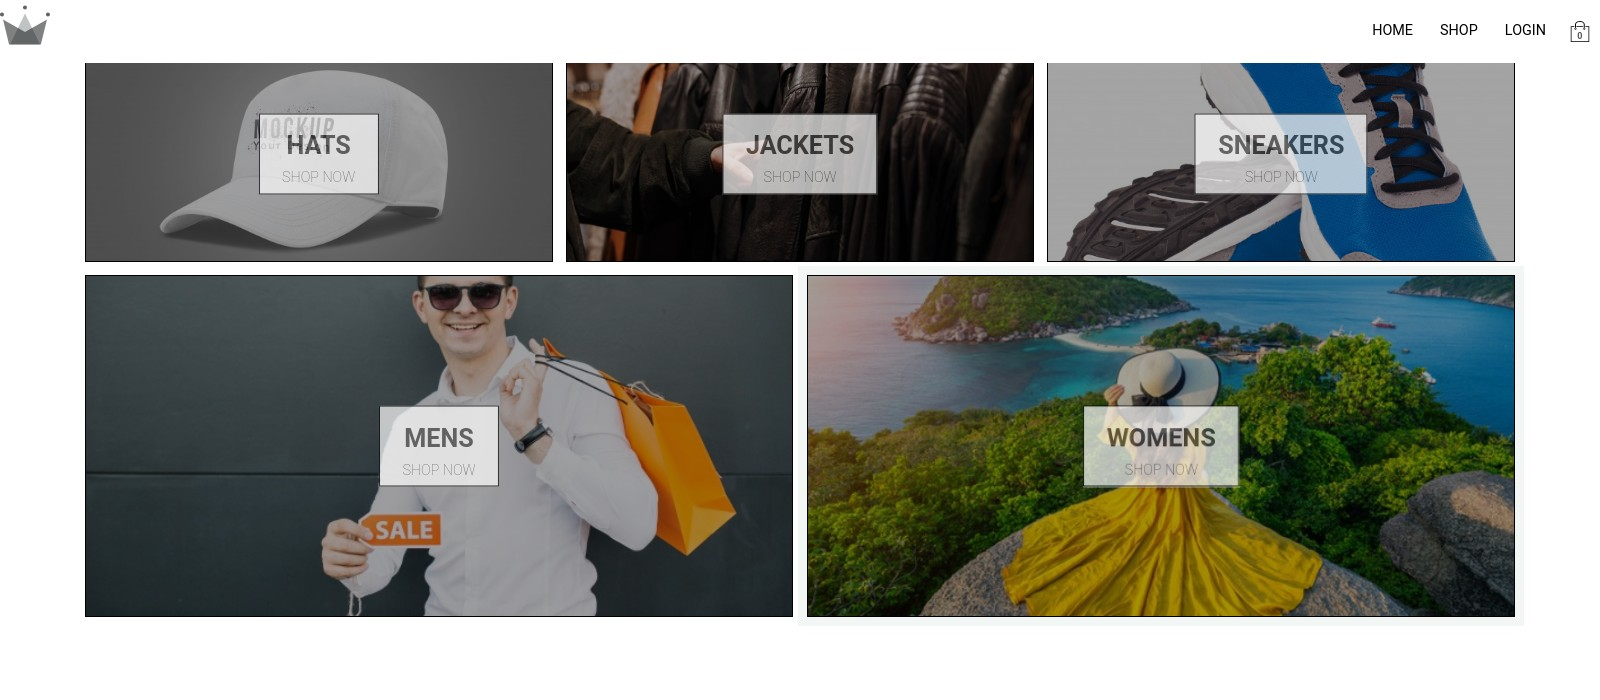 HOME SHOP LOGIN 0
MOCKUP
HATS
SHOP NOW
JACKETS
SHOP NOW
SNEAKERS
SHOP NOW
MENS
SHOP NOW
SALE
WOMENS
SHOP NOW